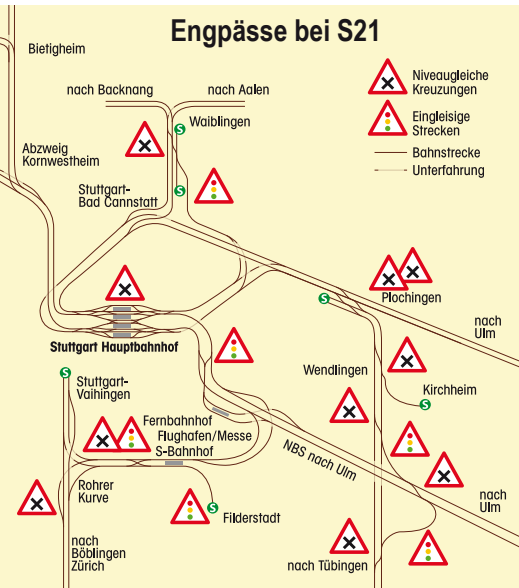 Engpässe bei S21
Bietigheim
nach Backnang
nach Aalen
Niveaugleiche
Kreuzungen
Waiblingen
Eingleisige
Strecken
Abzweig
Kornwestheim
Bahnstrecke
Unterfahrung
Stuttgart-
Bad Cannstatt
Plochingen
nach
Ulm
Stuttgart Hauptbahnhof
Wendlingen
Stuttgart-
Vaihingen
Kirchheim
Fernbahnhof
Flughafen/Messe
S-Bahnhof
NBS nach Ulm
Rohrer
Kurve
nach
Ulm
Filderstadt
nach
Böblingen
Zürich
nach Tübingen
S
S
S
S
S
S